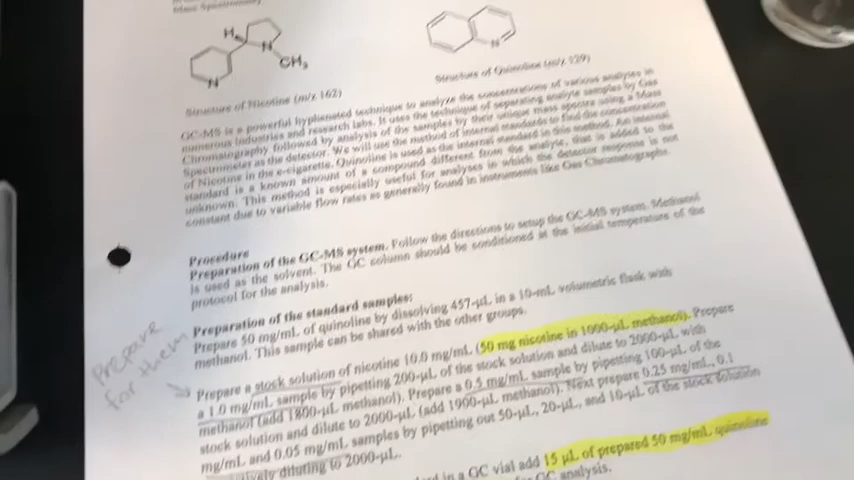 Mass Spectrometry
H
N
CH₃
N
N
Structure of Nicotine (m/z 162)
Structure of Quinoline (m/z 129)
GC-MS is a powerful hyphenated technique to analyze the concentrations of various analytes in
numerous industries and research labs. It uses the technique of separating analyte samples by Gas
Chromatography followed by analysis of the samples by their unique mass spectra using a Mass
Spectrometer as the detector. We will use the method of internal standards to find the concentration
of Nicotine in the e-cigarette. Quinoline is used as the internal standard in this method. An internal
standard is a known amount of a compound different from the analyte, that is added to the
unknown. This method is especially useful for analyses in which the detector response is not
constant due to variable flow rates as generally found in instruments like Gas Chromatographs.
Procedure
Preparation of the GC-MS system. Follow the directions to setup the GC-MS system. Methanol
is used as the solvent. The GC column should be conditioned at the initial temperature of the
protocol for the analysis.
Preparation of the standard samples:
Prepare 50 mg/mL of quinoline by dissolving 457-µL in a 10-mL volumetric flask with
methanol. This sample can be shared with the other groups.
Prepare for them
Prepare a stock solution of nicotine 10.0 mg/mL (50 mg nicotine in 1000-µL methanol). Prepare
a 1.0 mg/mL sample by pipetting 200-µL of the stock solution and dilute to 2000-µL with
methanol (add 1800-µL methanol). Prepare a 0.5 mg/mL sample by pipetting 100-µL of the
stock solution and dilute to 2000-µL (add 1900-µL methanol). Next prepare 0.25 mg/mL, 0.1
mg/mL and 0.05 mg/mL samples by pipetting out 50-µL, 20-µL, and 10-µL of the stock solution
diluting to 2000-µL.
in a GC vial add 15 µL of prepared 50 mg/mL quinoline
GC analysis.